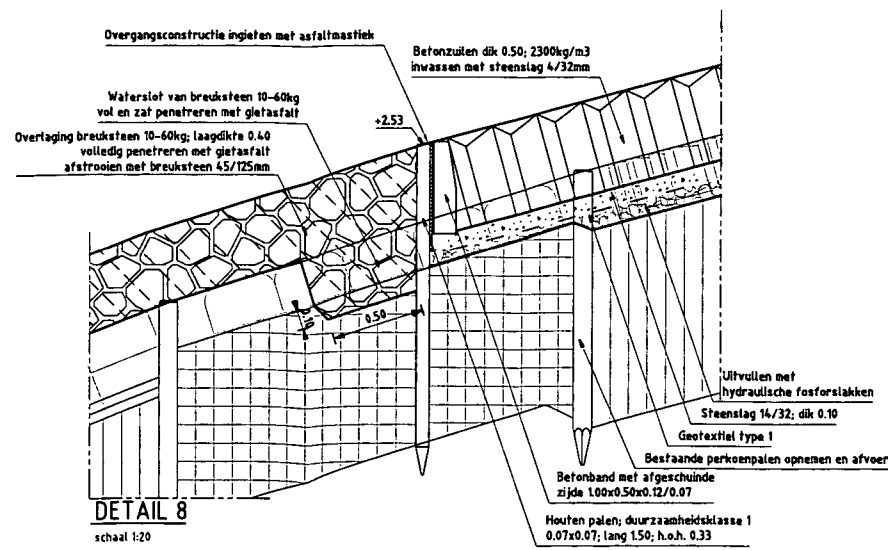 Overgangsconstructie ingieten met asfaltmastiek
Betonzuilen dik 0.50; 2300kg/m3
inwassen met steenslag 4/32mm
Waterslot van breuksteen 10-60kg
vol en zat penetreren met gietasfalt
+2.53
Overlaging breuksteen 10-60kg; laagdikte 0.40
volledig penetreren met gietasfalt
afstrooien met breuksteen 45/125mm
0.10
0.50
Uitvullen met
hydraulische fosforslakken
Steenslag 14/32; dik 0.10
Geotextiel type 1
Bestaande perkoenpalen opnemen en afvoer
Betonband met afgeschuinde
zijde 1.00x0.50x0.12/0.07
Houten palen; duurzaamheidsklasse 1
0.07x0.07; lang 1.50; h.o.h. 0.33
DETAIL 8
schaal 1:20